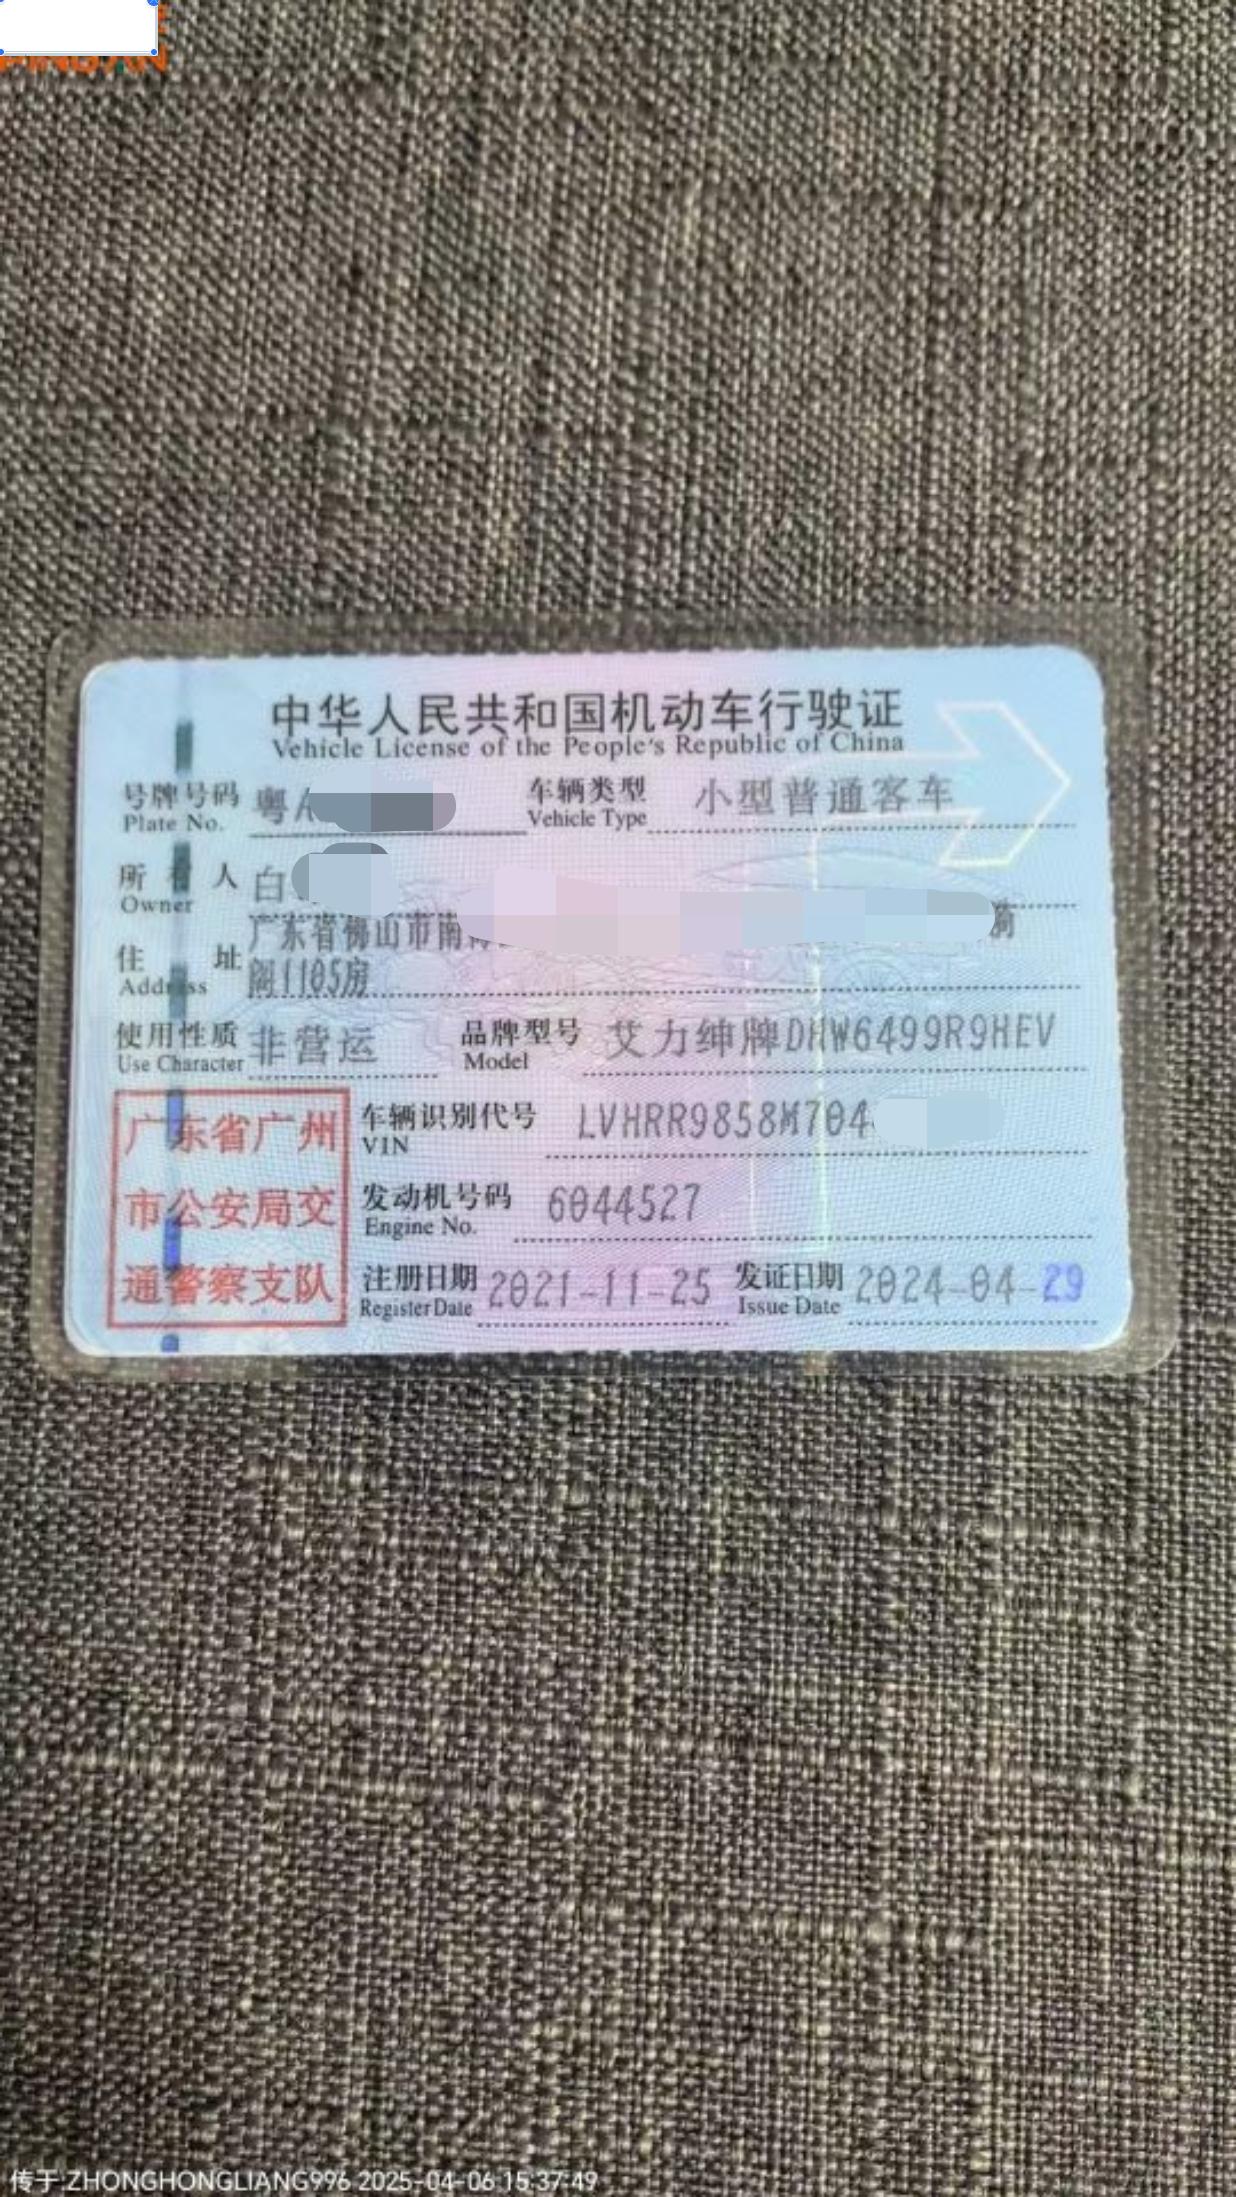 中华人民共和国机动车行驶证
Vehicle License of the People's Republic of China
号牌号码 粤A 车辆类型 小型普通客车
Plate No. Vehicle Type
所有人 白
Owner
广东省佛山市南
住址 阁1105房
Address
使用性质 非营运 品牌型号 艾力绅牌DHW6499R9HEV
Use Character Model
广东省广州
市公安局交
通警察支队
车辆识别代号 LVHRR9858M704
VIN
发动机号码 6044527
Engine No.
注册日期 2021-11-25 发证日期 2024-04-29
Register Date Issue Date
传于:ZHONGHONGLIANG996 2025-04-06 15:37:49